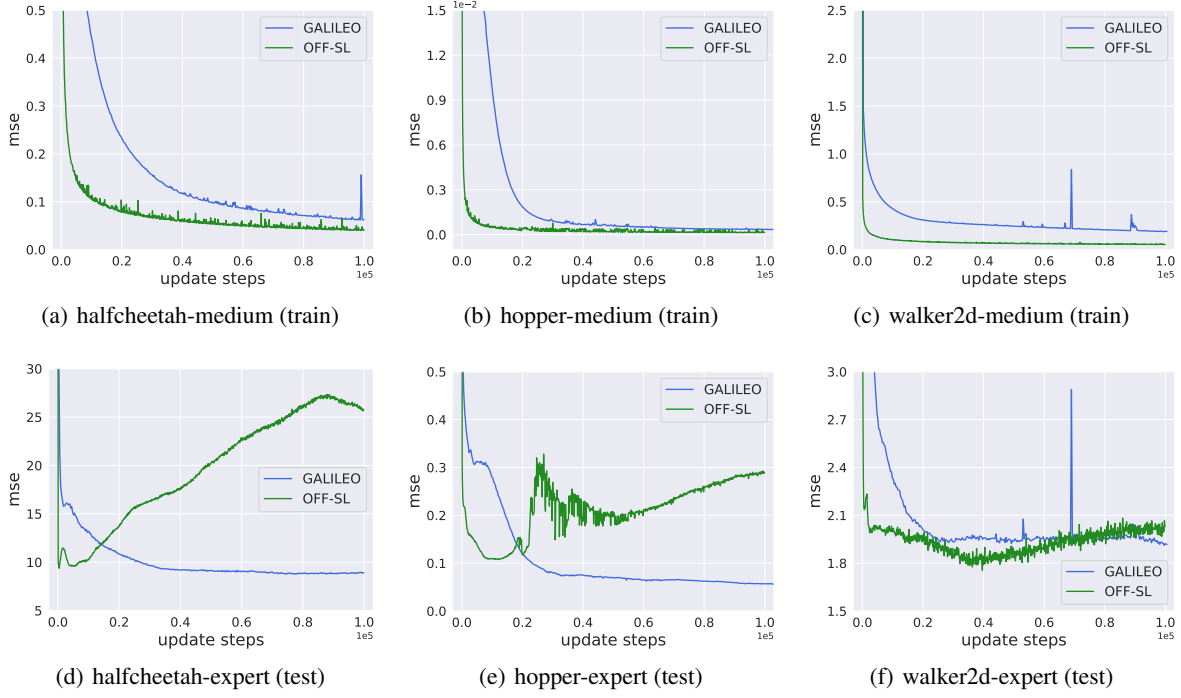 0.5
0.4
0.3
0.2
0.1
0.0
mse
GALILEO
OFF-SL
0.0 0.2 0.4 0.6 0.8 1.0
update steps
1e5
(a) halfcheetah-medium (train)
1e-2
1.5
1.2
0.9
0.6
0.3
0.0
mse
GALILEO
OFF-SL
0.0 0.2 0.4 0.6 0.8 1.0
update steps
1e5
(b) hopper-medium (train)
2.5
2.0
1.5
1.0
0.5
0.0
mse
GALILEO
OFF-SL
0.0 0.2 0.4 0.6 0.8 1.0
update steps
1e5
(c) walker2d-medium (train)
30
25
20
15
10
5
mse
GALILEO
OFF-SL
0.0 0.2 0.4 0.6 0.8 1.0
update steps
1e5
(d) halfcheetah-expert (test)
0.5
0.4
0.3
0.2
0.1
0.0
mse
GALILEO
OFF-SL
0.0 0.2 0.4 0.6 0.8 1.0
update steps
1e5
(e) hopper-expert (test)
3.0
2.7
2.4
2.1
1.8
1.5
mse
GALILEO
OFF-SL
0.0 0.2 0.4 0.6 0.8 1.0
update steps
1e5
(f) walker2d-expert (test)